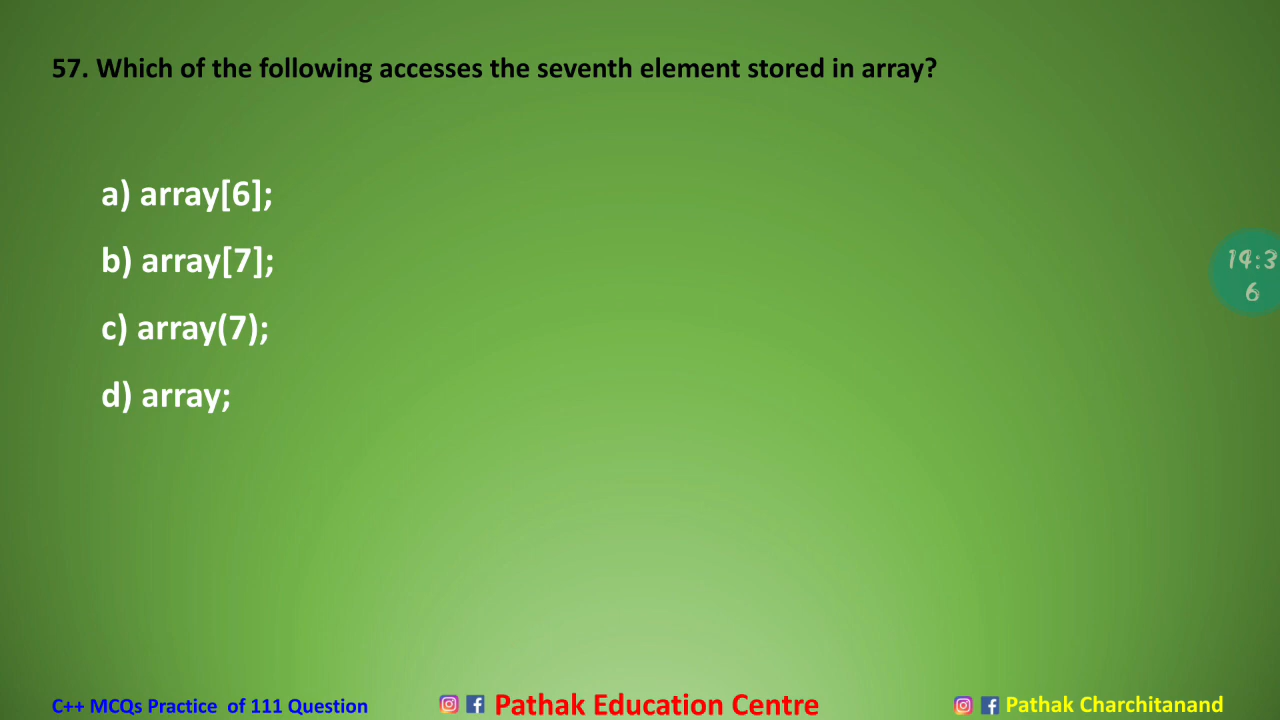 57. Which of the following accesses the seventh element stored in array?
a) array[6];
b) array[7];
c) array(7);
d) array;
14:3
6
C++ MCQs Practice of 111 Question
Pathak Education Centre
Pathak Charchitanand